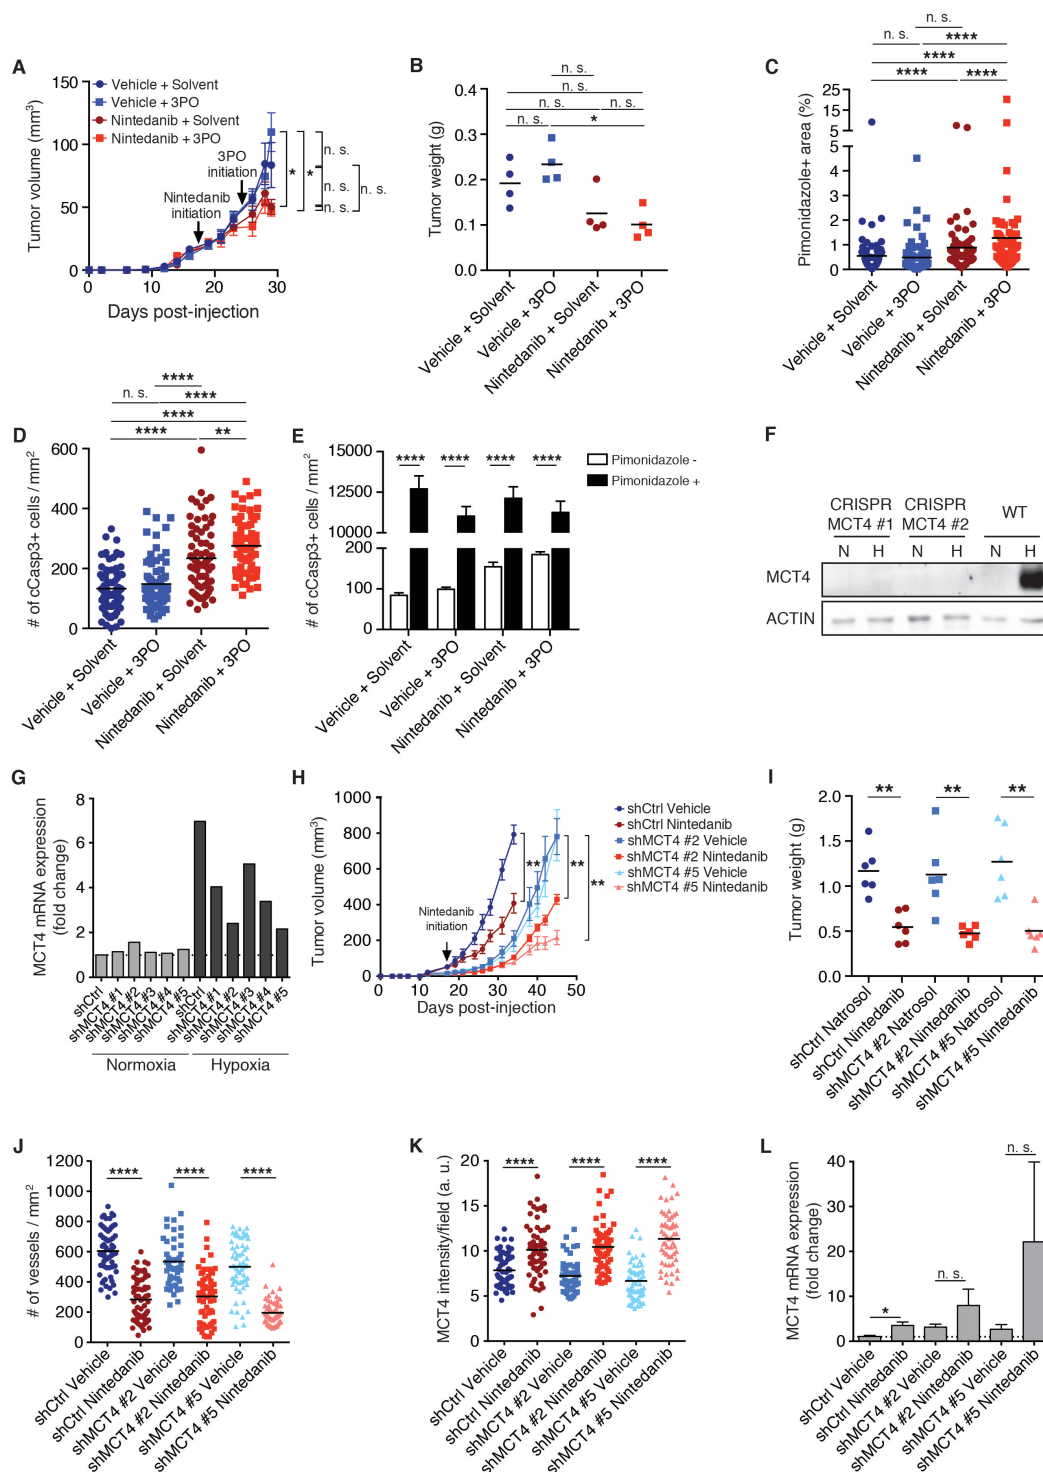 A
Tumor volume (mm3)
150
100
50
0
0 10 20 30
Days post-injection
Vehicle + Solvent
Vehicle + 3PO
Nintedanib + Solvent
Nintedanib + 3PO
3PO
initiation
Nintedanib
initiation
* * n. s.
n. s.
n. s.
n. s.
B
Tumor weight (g)
0.4
0.3
0.2
0.1
0.0
n. s.
n. s.
n. s. n. s.
n. s. *
Vehicle + Solvent
Vehicle + 3PO
Nintedanib + Solvent
Nintedanib + 3PO
C
Pimonidazole+ area (%)
25
15
5
5
4
3
2
1
0
n. s.
n. s. ****
****
**** ****
Vehicle + Solvent
Vehicle + 3PO
Nintedanib + Solvent
Nintedanib + 3PO
D
# of cCasp3+ cells / mm2
600
400
200
0
****
n. s. ****
****
**** **
Vehicle + Solvent
Vehicle + 3PO
Nintedanib + Solvent
Nintedanib + 3PO
E
# of cCasp3+ cells / mm2
15000
12500
10000
200
100
0
**** **** **** ****
Pimonidazole -
Pimonidazole +
Vehicle + Solvent
Vehicle + 3PO
Nintedanib + Solvent
Nintedanib + 3PO
F
CRISPR CRISPR WT
MCT4 #1 MCT4 #2
N H N H N H
MCT4
ACTIN
G
MCT4 mRNA expression
(fold change)
8
6
4
2
0
shCtrl
shMCT4 #1
shMCT4 #2
shMCT4 #3
shMCT4 #4
shMCT4 #5
shCtrl
shMCT4 #1
shMCT4 #2
shMCT4 #3
shMCT4 #4
shMCT4 #5
Normoxia Hypoxia
H
Tumor volume (mm3)
1000
800
600
400
200
0
0 10 20 30 40 50
Days post-injection
Nintedanib
initiation
shCtrl Vehicle
shCtrl Nintedanib
shMCT4 #2 Vehicle
shMCT4 #2 Nintedanib
shMCT4 #5 Vehicle
shMCT4 #5 Nintedanib
** ** **
I
Tumor weight (g)
2.0
1.5
1.0
0.5
0.0
** ** **
shCtrl Natrosol
shCtrl Nintedanib
shMCT4 #2 Natrosol
shMCT4 #2 Nintedanib
shMCT4 #5 Natrosol
shMCT4 #5 Nintedanib
J
# of vessels / mm2
1200
1000
800
600
400
200
0
**** **** ****
shCtrl Vehicle
shCtrl Nintedanib
shMCT4 #2 Vehicle
shMCT4 #2 Nintedanib
shMCT4 #5 Vehicle
shMCT4 #5 Nintedanib
K
MCT4 intensity/field (a. u.)
20
15
10
5
0
**** **** ****
shCtrl Vehicle
shCtrl Nintedanib
shMCT4 #2 Vehicle
shMCT4 #2 Nintedanib
shMCT4 #5 Vehicle
shMCT4 #5 Nintedanib
L
MCT4 mRNA expression
(fold change)
40
30
20
10
0
* n. s. n. s.
shCtrl Vehicle
shCtrl Nintedanib
shMCT4 #2 Vehicle
shMCT4 #2 Nintedanib
shMCT4 #5 Vehicle
shMCT4 #5 Nintedanib